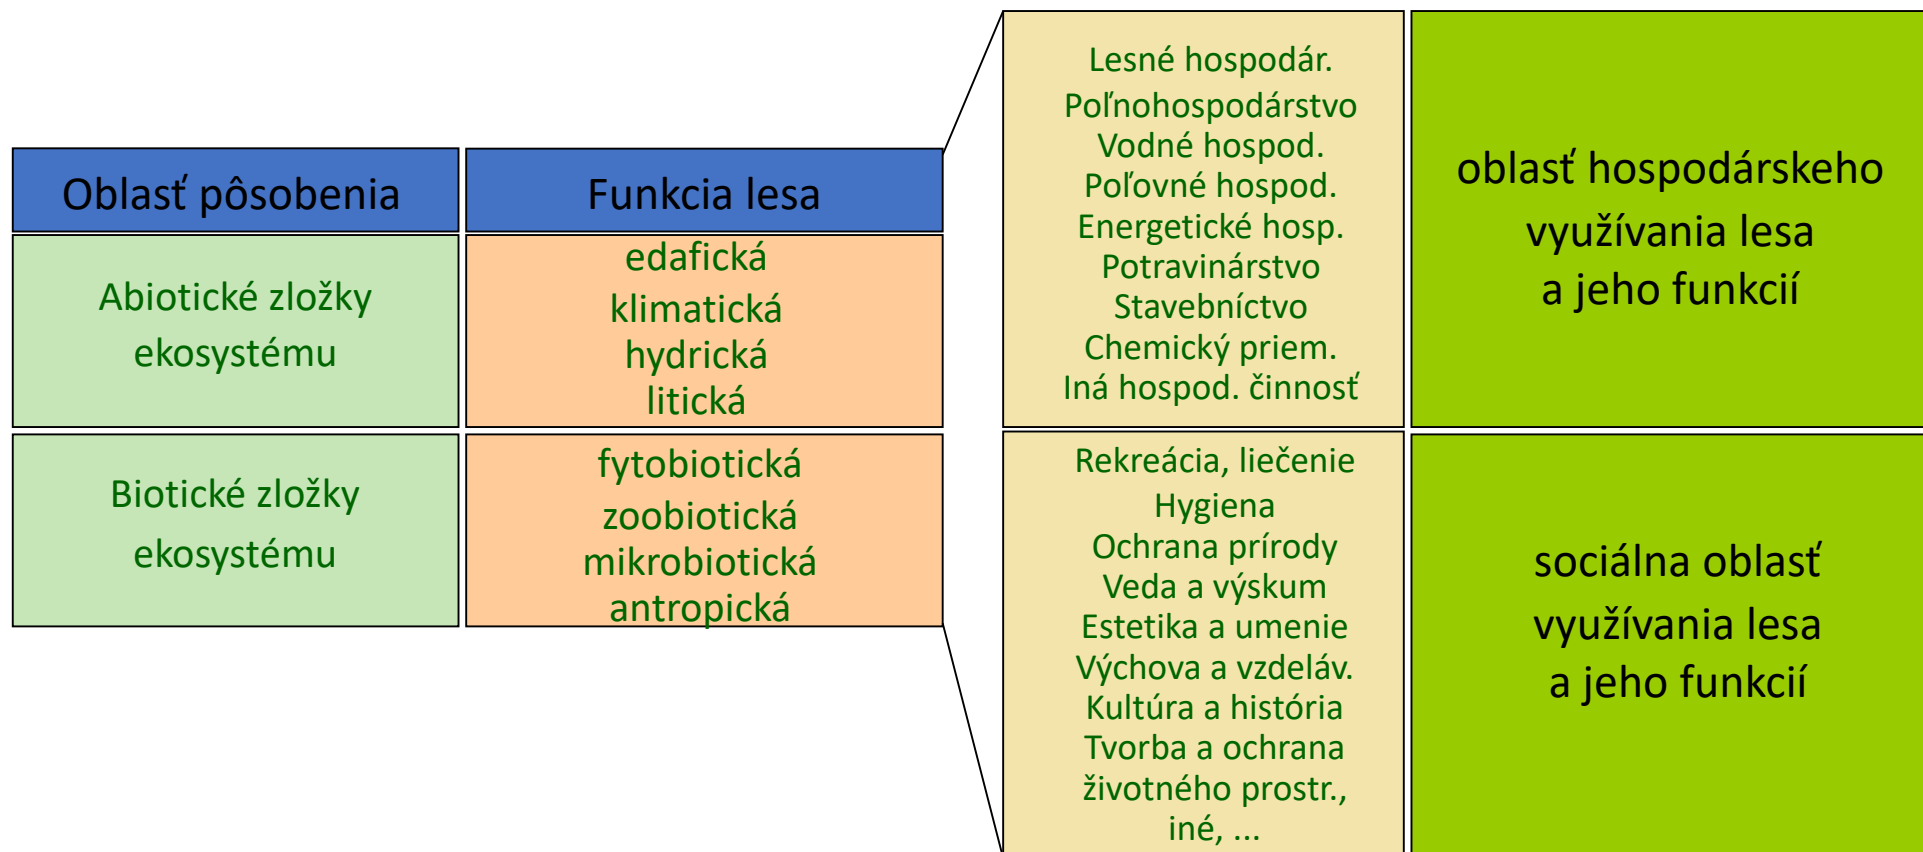 Oblasť pôsobenia
Funkcia lesa
Abiotické zložky
ekosystému
edafická
klimatická
hydrická
litická
Biotické zložky
ekosystému
fytobiotická
zoobiotická
mikrobiotická
antropická
Lesné hospodár.
Poľnohospodárstvo
Vodné hospod.
Poľovné hospod.
Energetické hosp.
Potravinárstvo
Stavebníctvo
Chemický priem.
Iná hospod. činnosť
oblasť hospodárskeho
využívania lesa
a jeho funkcií
Rekreácia, liečenie
Hygiena
Ochrana prírody
Veda a výskum
Estetika a umenie
Výchova a vzdeláv.
Kultúra a história
Tvorba a ochrana
životného prostr.,
iné, ...
sociálna oblasť
využívania lesa
a jeho funkcií